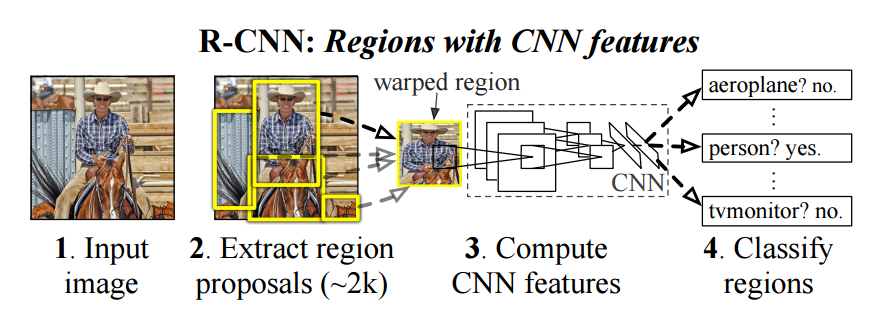 R-CNN: Regions with CNN features
warped region
aeroplane? no.
⋮
person? yes.
⋮
tvmonitor? no.
CNN
1. Input
image
2. Extract region
proposals (~2k)
3. Compute
CNN features
4. Classify
regions